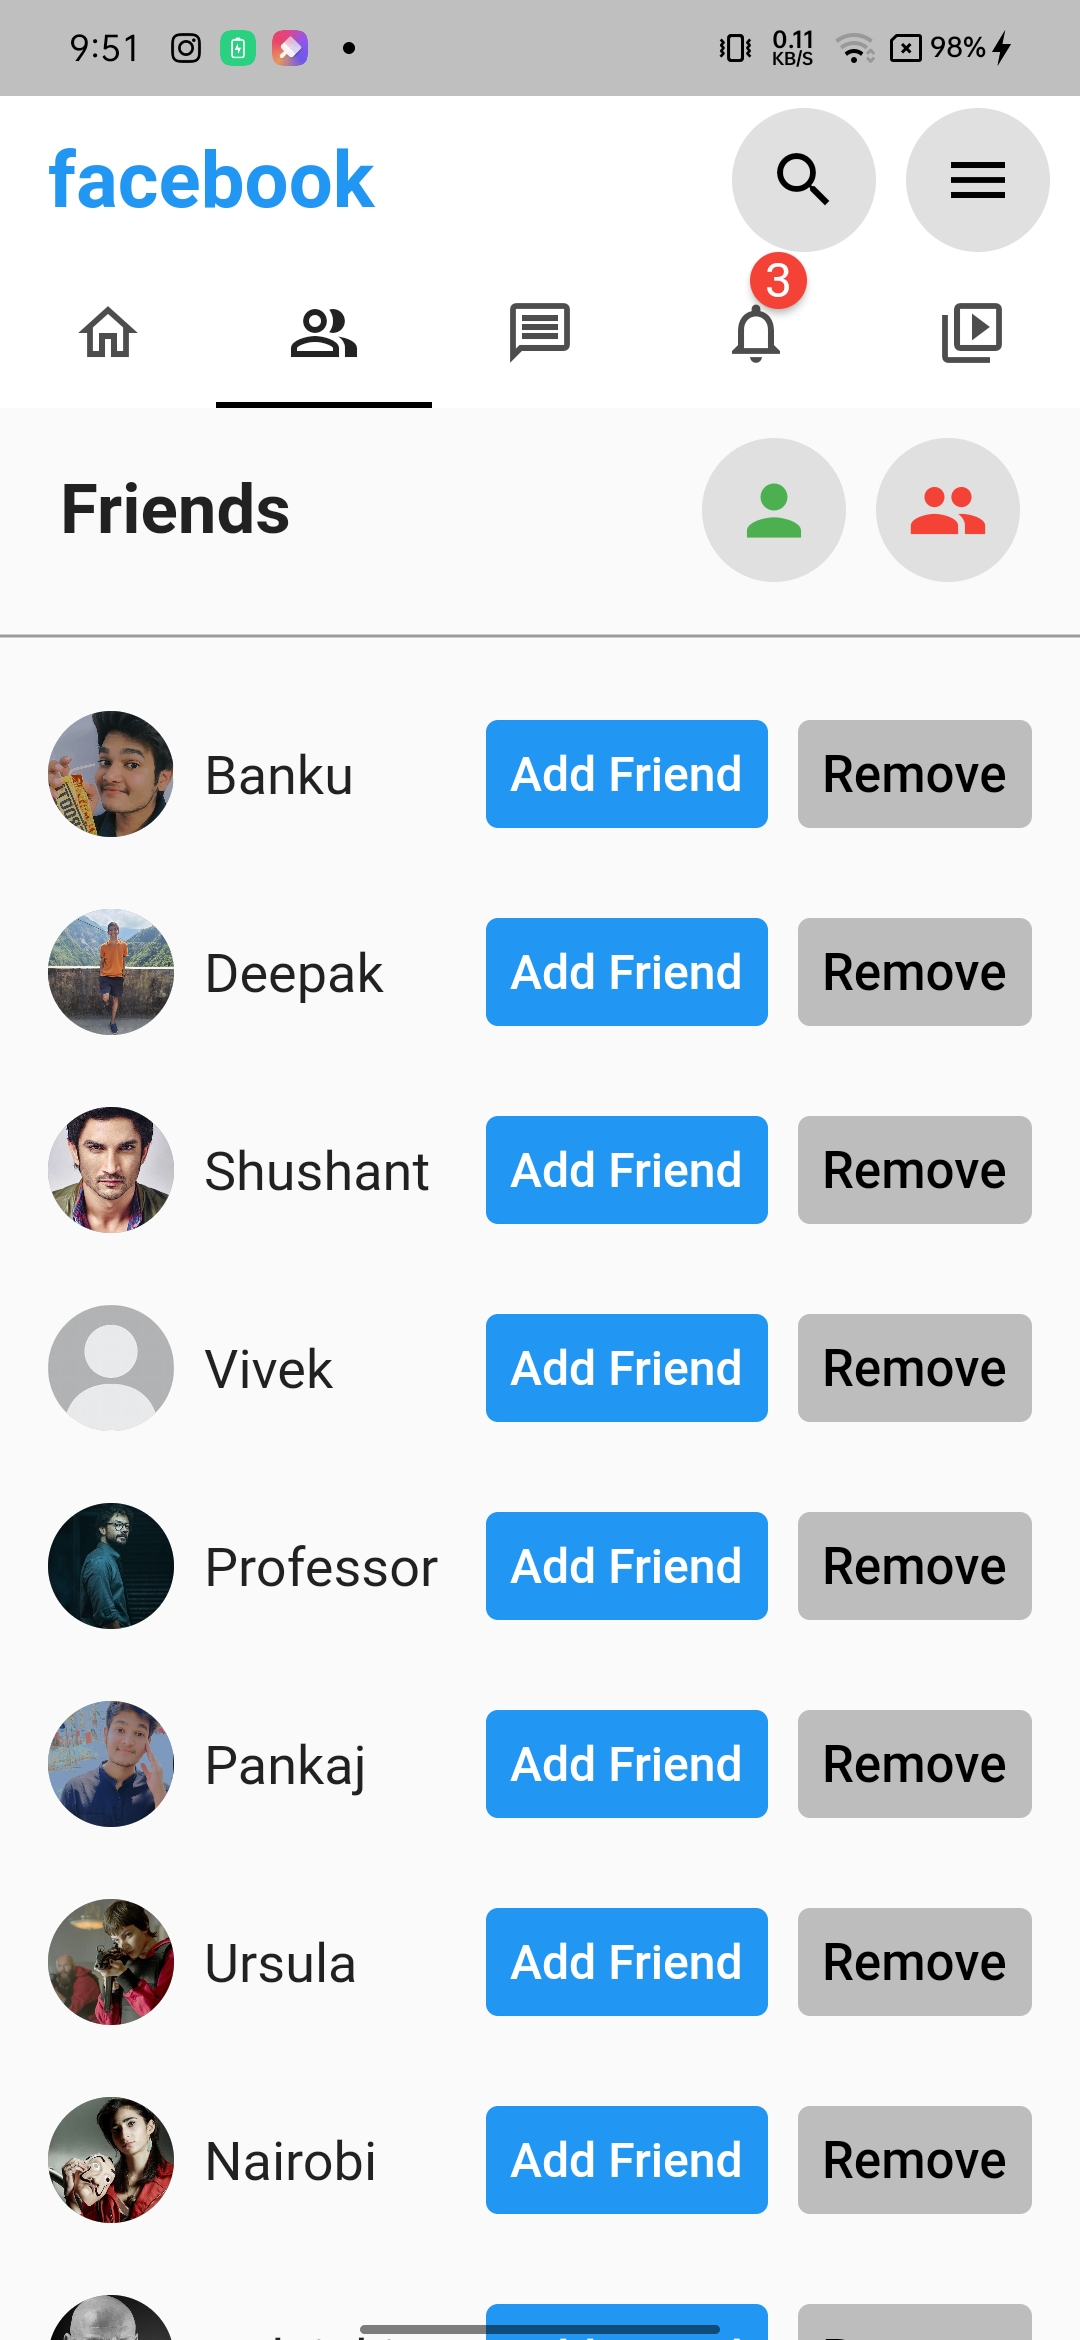 9:51 0.11 KB/S 98%
facebook
3
Friends
Banku Add Friend Remove
Deepak Add Friend Remove
Shushant Add Friend Remove
Vivek Add Friend Remove
Professor Add Friend Remove
Pankaj Add Friend Remove
Ursula Add Friend Remove
Nairobi Add Friend Remove